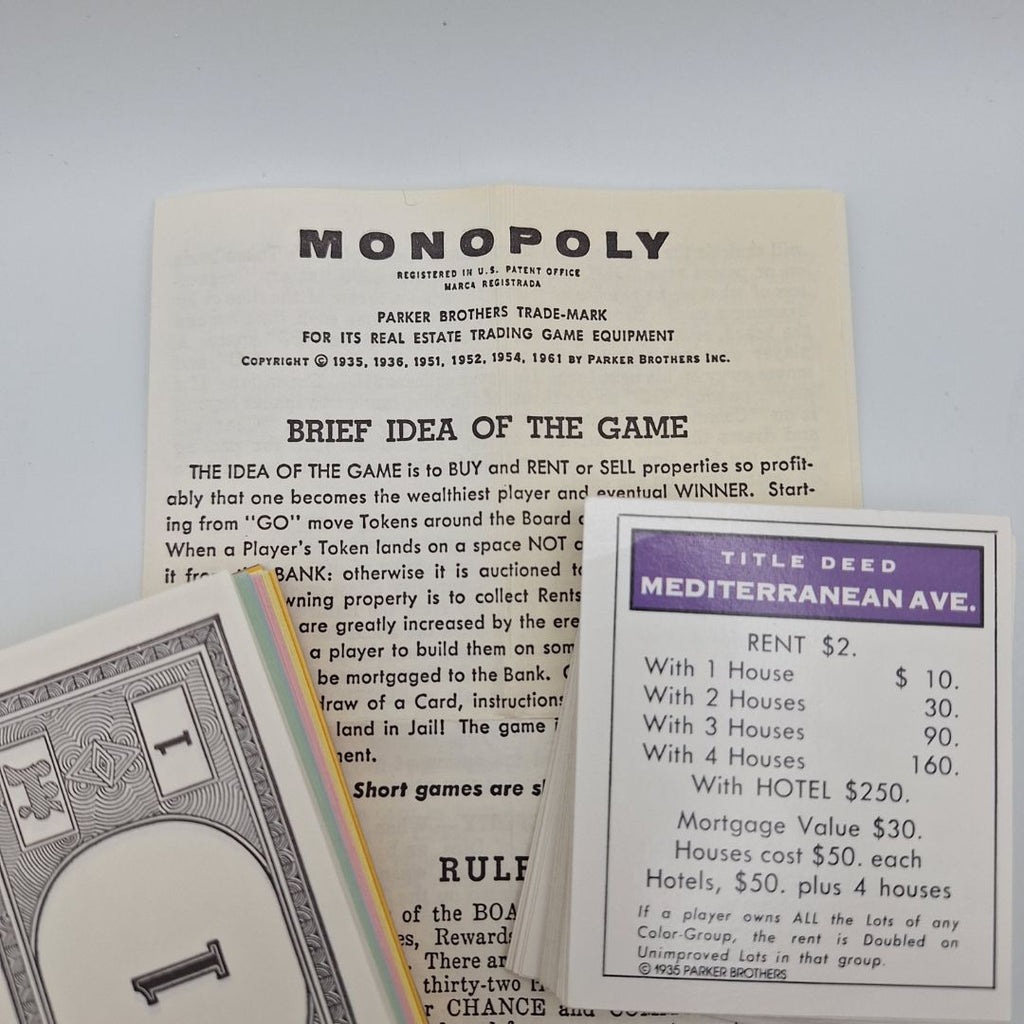 MONOPOLY
REGISTERED IN U.S. PATENT OFFICE
MARCA REGISTRADA
PARKER BROTHERS TRADE-MARK
FOR ITS REAL ESTATE TRADING GAME EQUIPMENT
COPYRIGHT © 1935, 1936, 1951, 1952, 1954, 1961 BY PARKER BROTHERS INC.
BRIEF IDEA OF THE GAME
THE IDEA OF THE GAME is to BUY and RENT or SELL properties so profit-
ably that one becomes the wealthiest player and eventual WINNER. Start-
ing from "GO" move Tokens around the Board
When a Player's Token lands on a space NOT
it BANK: otherwise it is auctioned
property is to collect Rents
are greatly increased by the
a player to build them on
be mortgaged to the Bank.
of a Card, instructions
land in Jail! The game
Short games are
of the
Rewards
There
thirty-two
CHANCE and
TITLE DEED
MEDITERRANEAN AVE.
RENT $2.
With 1 House $ 10.
With 2 Houses 30.
With 3 Houses 90.
With 4 Houses 160.
With HOTEL $250.
Mortgage Value $30.
Houses cost $50. each
Hotels, $50. plus 4 houses
If a player owns ALL the Lots of any
Color-Group, the rent is Doubled on
Unimproved Lots in that group.
© 1935 PARKER BROTHERS
1
1